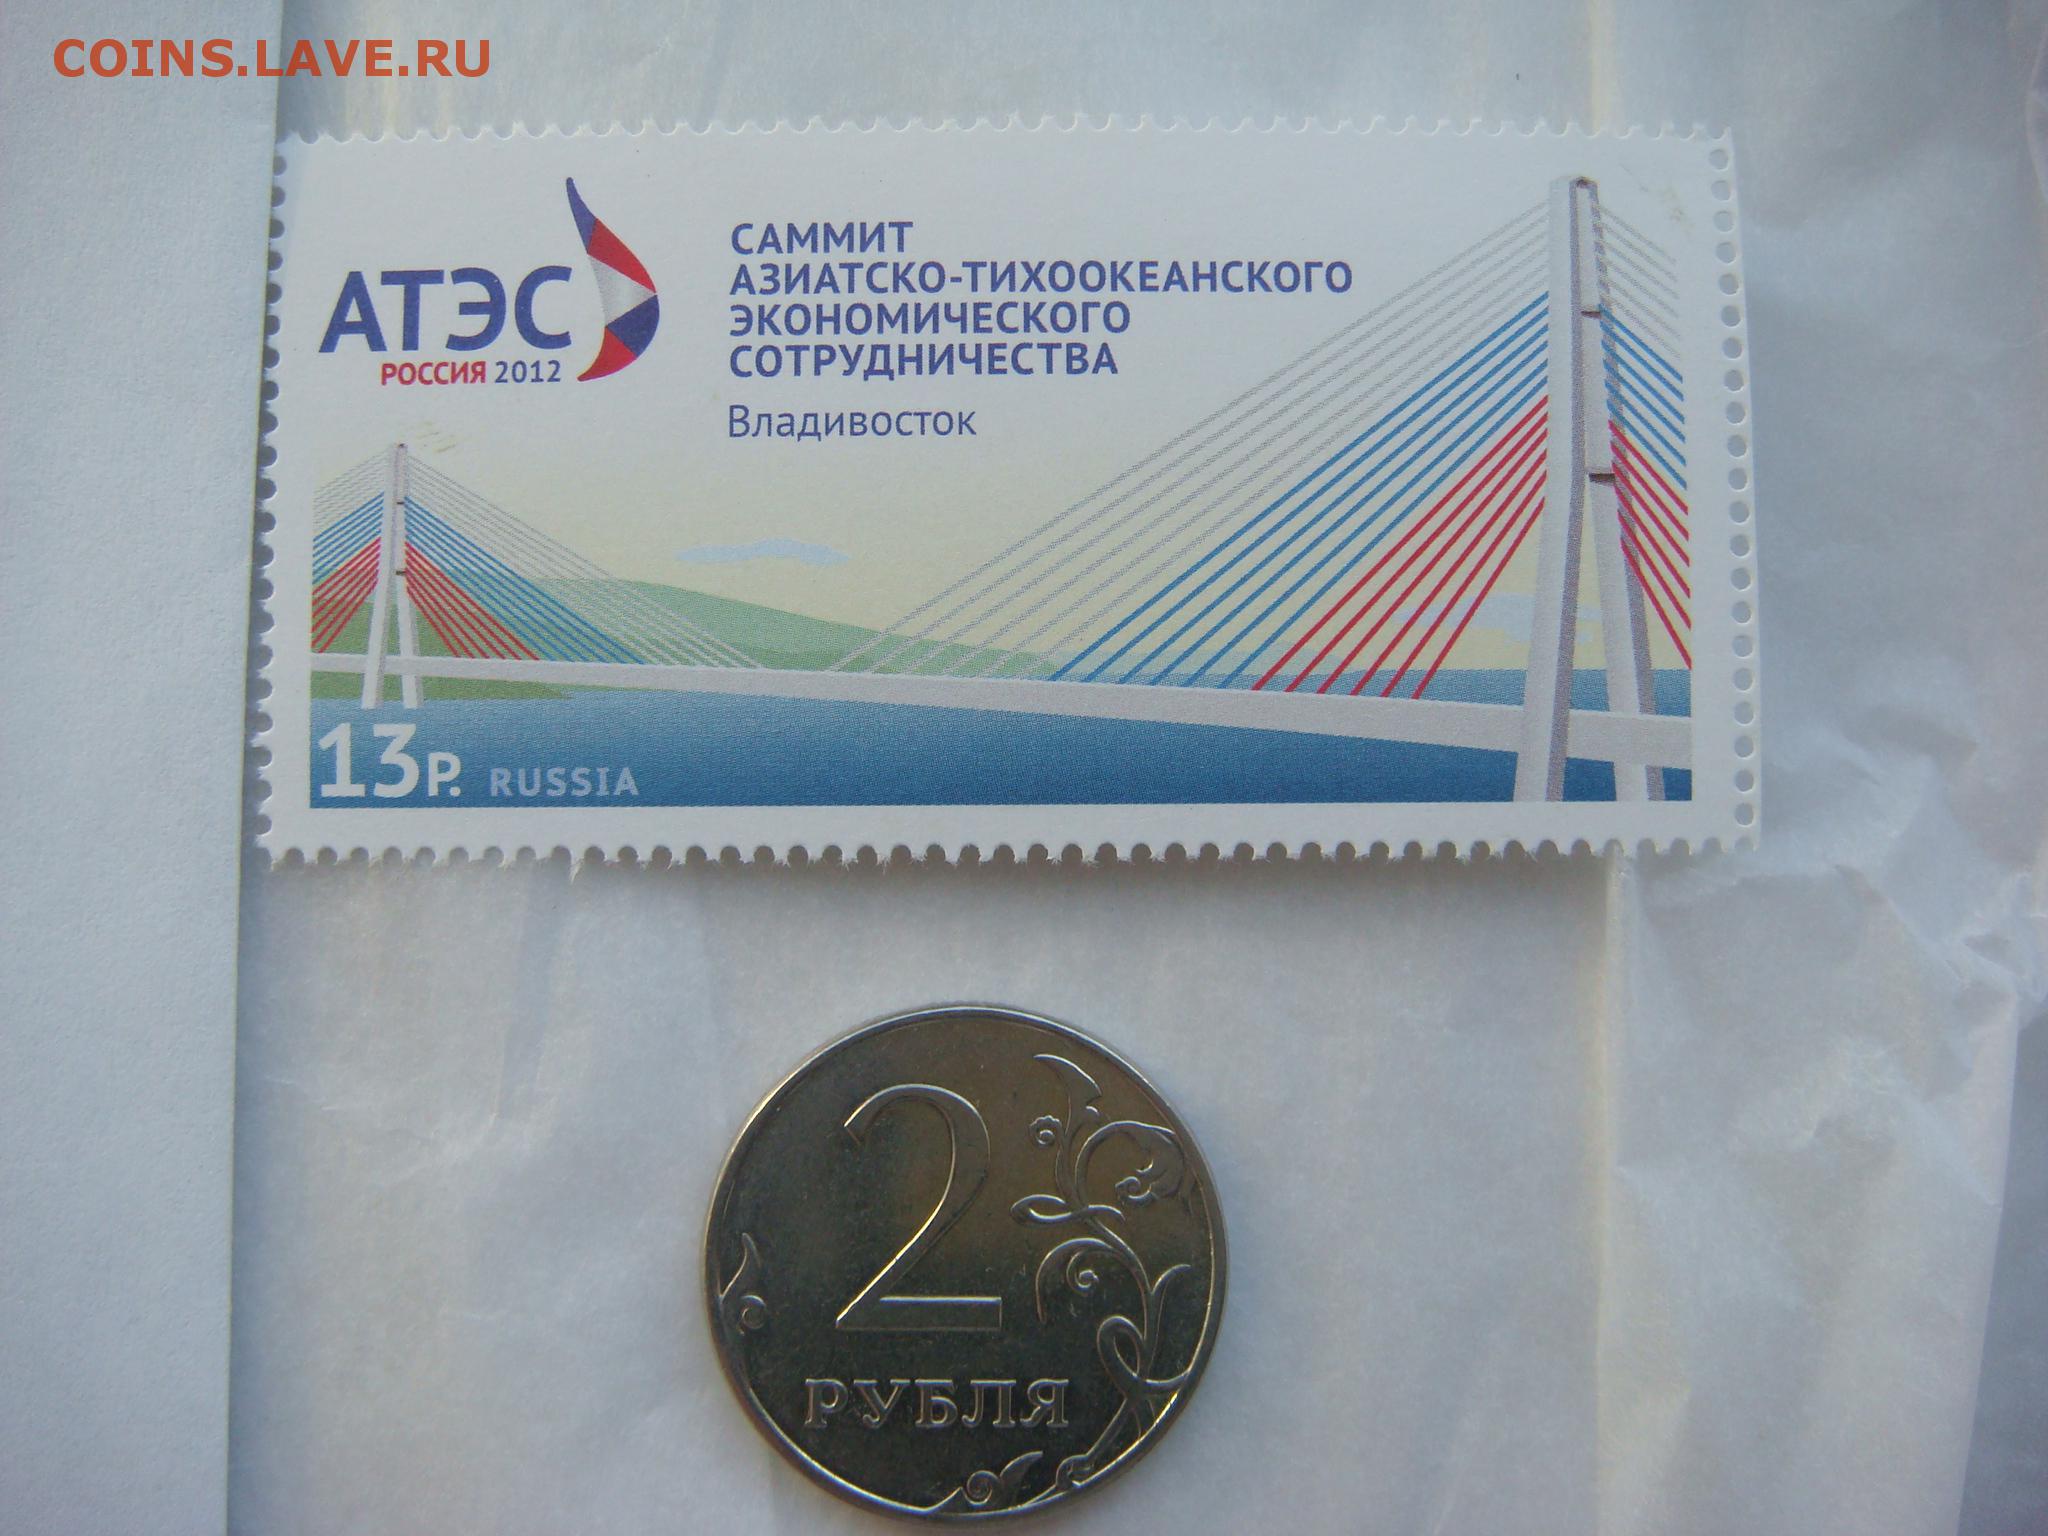 COINS.LAVE.RU
АТЭС
РОССИЯ 2012
САММИТ
АЗИАТСКО-ТИХООКЕАНСКОГО
ЭКОНОМИЧЕСКОГО
СОТРУДНИЧЕСТВА
Владивосток
13Р. RUSSIA
2
РУБЛЯ